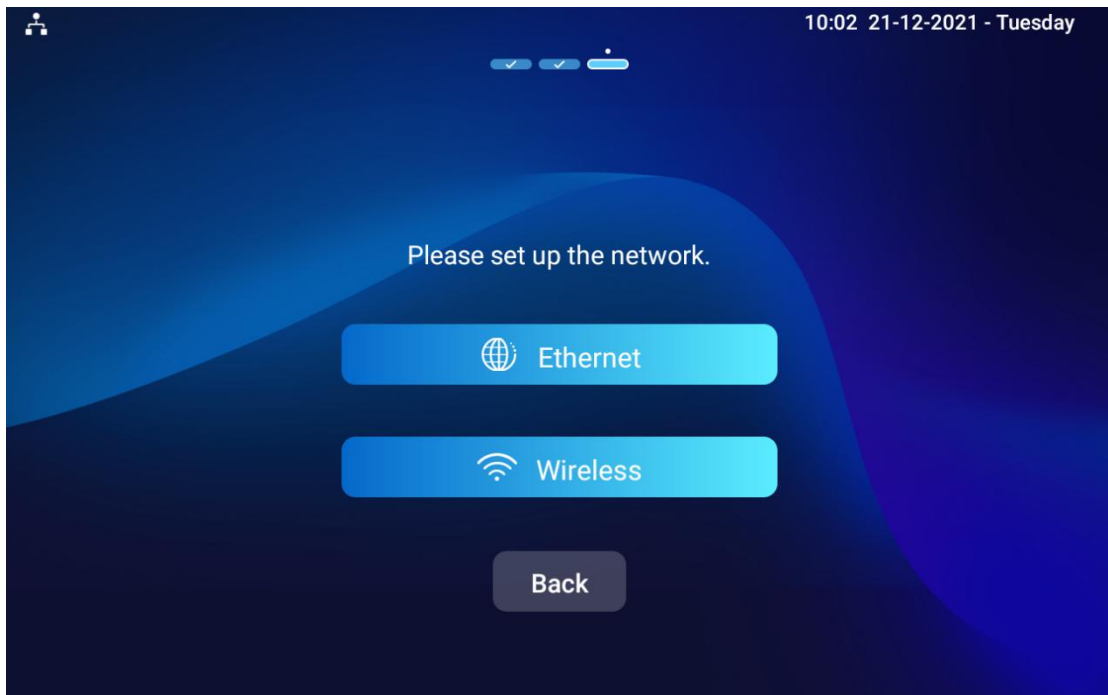 10:02 21-12-2021 - Tuesday
Please set up the network.
Ethernet
Wireless
Back